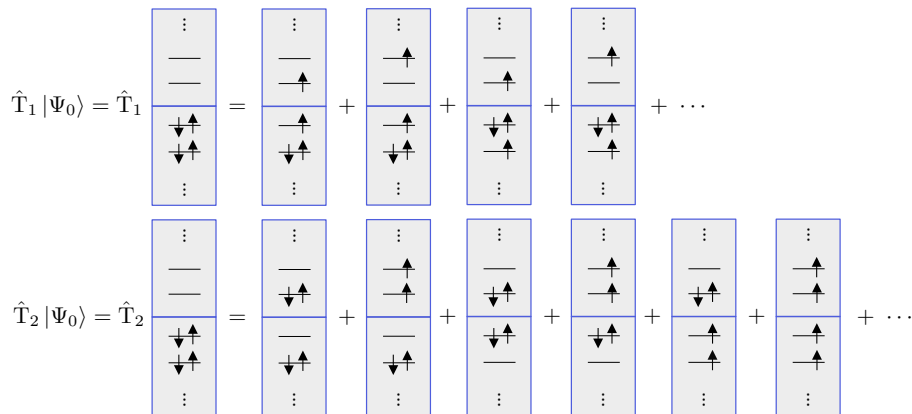 T̂₁ |Ψ₀⟩ = T̂₁ ⋮ ⋮ = ⋮ ⋮ + ⋮ ⋮ + ⋮ ⋮ + ⋮ ⋮ + ⋯
T̂₂ |Ψ₀⟩ = T̂₂ ⋮ ⋮ = ⋮ ⋮ + ⋮ ⋮ + ⋮ ⋮ + ⋮ ⋮ + ⋮ ⋮ + ⋮ ⋮ + ⋯